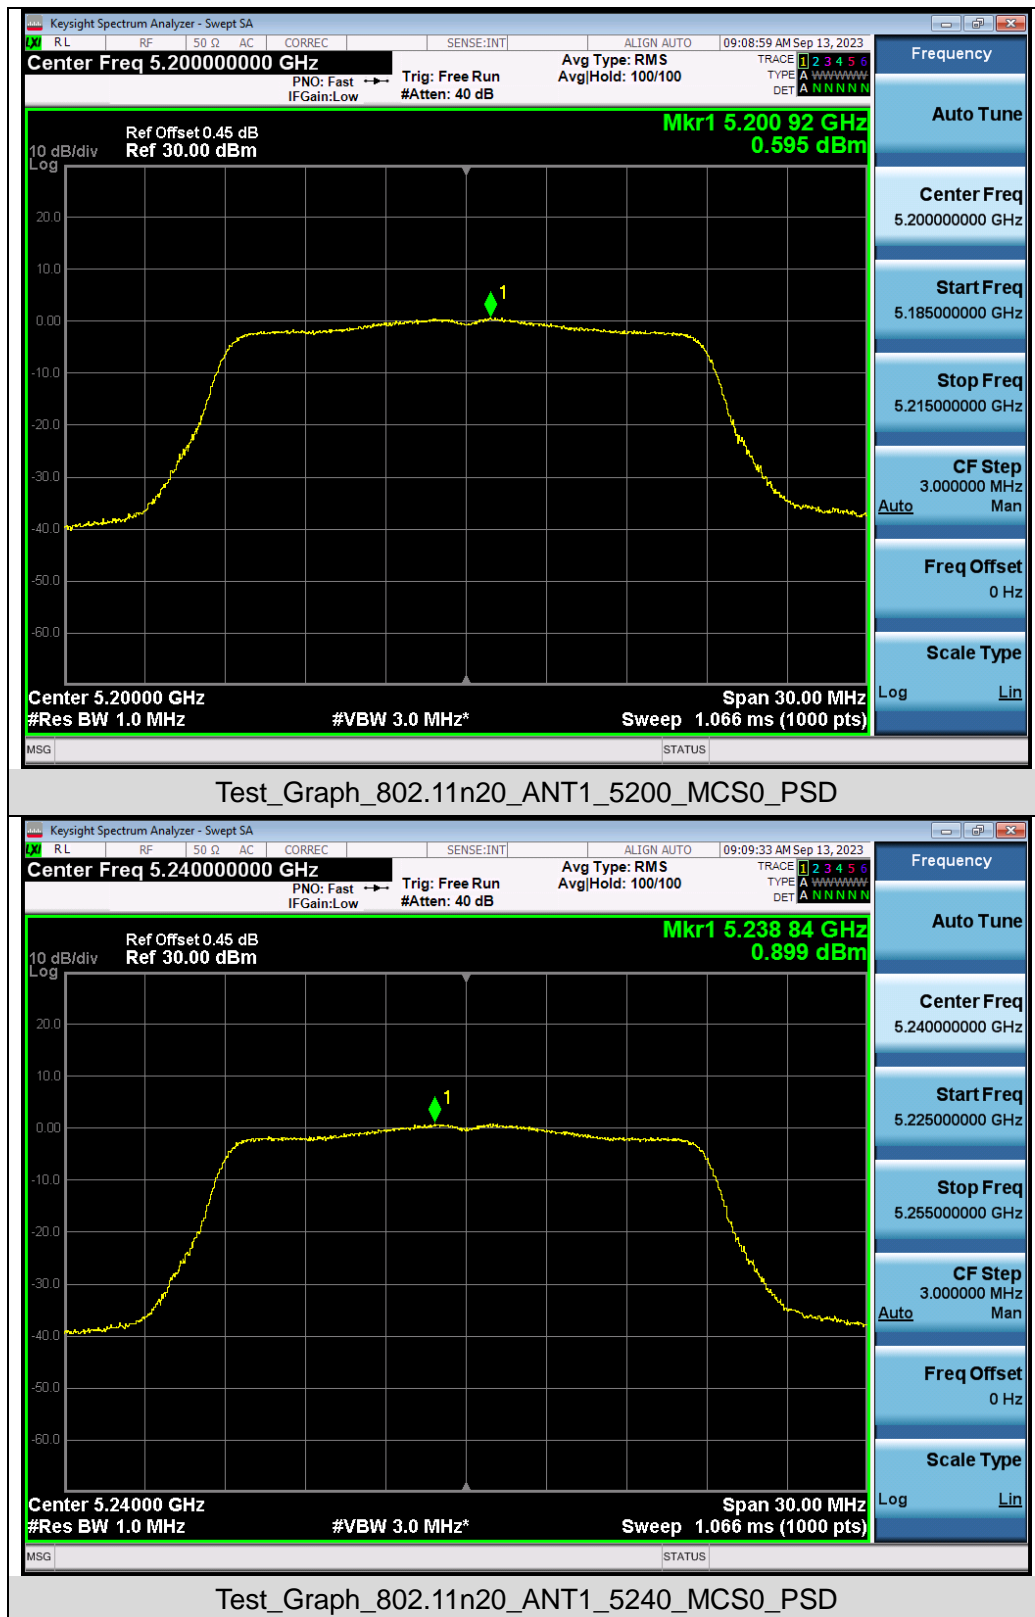 Keysight Spectrum Analyzer - Swept SA
LXI RL RF 50 Ω AC CORREC SENSE:INT ALIGN AUTO 09:08:59 AM Sep 13, 2023
Center Freq 5.200000000 GHz
PNO: Fast
IFGain:Low
Trig: Free Run
#Atten: 40 dB
Avg Type: RMS
Avg|Hold: 100/100
TRACE 1 2 3 4 5 6
TYPE A WWWWW
DET A N N N N N
Ref Offset 0.45 dB
Ref 30.00 dBm
10 dB/div
Log
Mkr1 5.200 92 GHz
0.595 dBm
1
20.0
10.0
0.00
-10.0
-20.0
-30.0
-40.0
-50.0
-60.0
Center 5.20000 GHz
Span 30.00 MHz
#Res BW 1.0 MHz
#VBW 3.0 MHz*
Sweep 1.066 ms (1000 pts)
MSG
STATUS
Frequency
Auto Tune
Center Freq
5.200000000 GHz
Start Freq
5.185000000 GHz
Stop Freq
5.215000000 GHz
CF Step
3.000000 MHz
Auto Man
Freq Offset
0 Hz
Scale Type
Log Lin
Test_Graph_802.11n20_ANT1_5200_MCS0_PSD
Keysight Spectrum Analyzer - Swept SA
LXI RL RF 50 Ω AC CORREC SENSE:INT ALIGN AUTO 09:09:33 AM Sep 13, 2023
Center Freq 5.240000000 GHz
PNO: Fast
IFGain:Low
Trig: Free Run
#Atten: 40 dB
Avg Type: RMS
Avg|Hold: 100/100
TRACE 1 2 3 4 5 6
TYPE A WWWWW
DET A N N N N N
Ref Offset 0.45 dB
Ref 30.00 dBm
10 dB/div
Log
Mkr1 5.238 84 GHz
0.899 dBm
1
20.0
10.0
0.00
-10.0
-20.0
-30.0
-40.0
-50.0
-60.0
Center 5.24000 GHz
Span 30.00 MHz
#Res BW 1.0 MHz
#VBW 3.0 MHz*
Sweep 1.066 ms (1000 pts)
MSG
STATUS
Frequency
Auto Tune
Center Freq
5.240000000 GHz
Start Freq
5.225000000 GHz
Stop Freq
5.255000000 GHz
CF Step
3.000000 MHz
Auto Man
Freq Offset
0 Hz
Scale Type
Log Lin
Test_Graph_802.11n20_ANT1_5240_MCS0_PSD